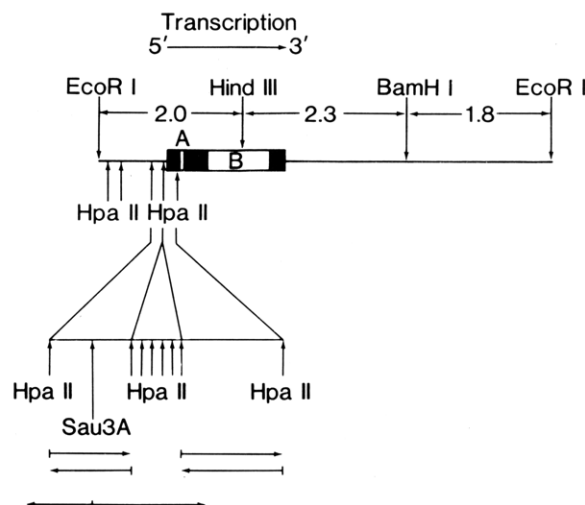 Transcription
5′ 3′
EcoR I Hind III BamH I EcoR I
2.0 2.3 1.8
A
B
Hpa II Hpa II
Hpa II Hpa II Hpa II
Sau3A